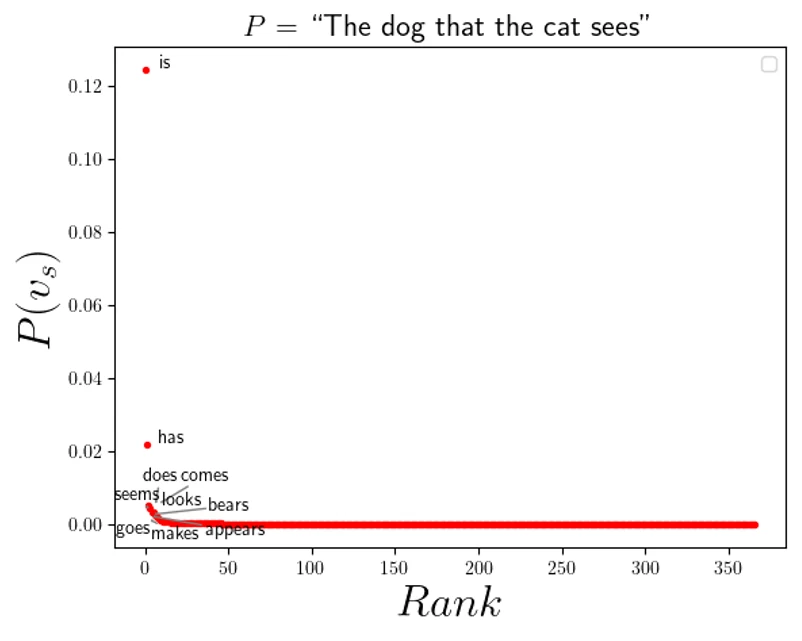 P = “The dog that the cat sees”
is
0.12
0.10
0.08
P(v_s)
0.06
0.04
has
0.02
does comes
seems looks
bears
0.00
goes makes appears
0 50 100 150 200 250 300 350
Rank